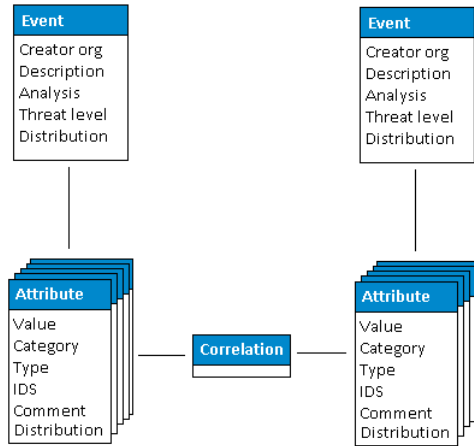 Event
Creator org
Description
Analysis
Threat level
Distribution
Event
Creator org
Description
Analysis
Threat level
Distribution
Attribute
Value
Category
Type
IDS
Comment
Distribution
Correlation
Attribute
Value
Category
Type
IDS
Comment
Distribution